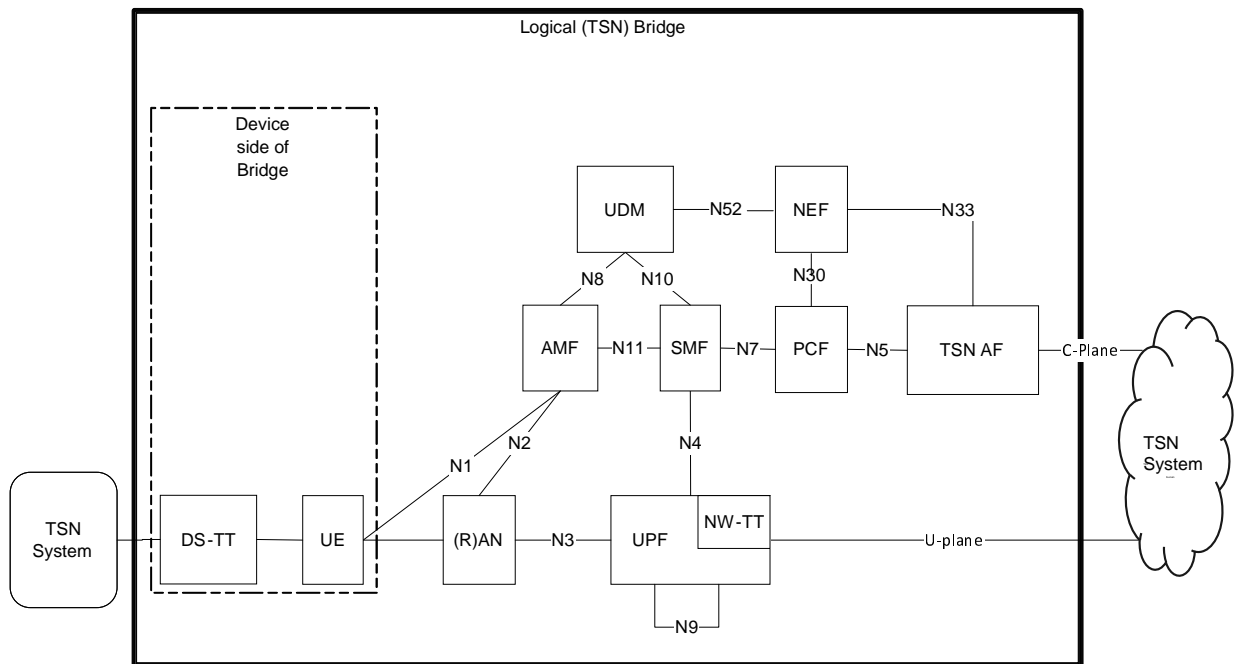 Logical (TSN) Bridge
Device
side of
Bridge
UDM
N52
NEF
N33
N8
N10
N30
AMF
N11
SMF
N7
PCF
N5
TSN AF
C-Plane
N1
N2
N4
TSN
System
TSN
System
DS-TT
UE
(R)AN
N3
UPF
NW-TT
U-plane
N9